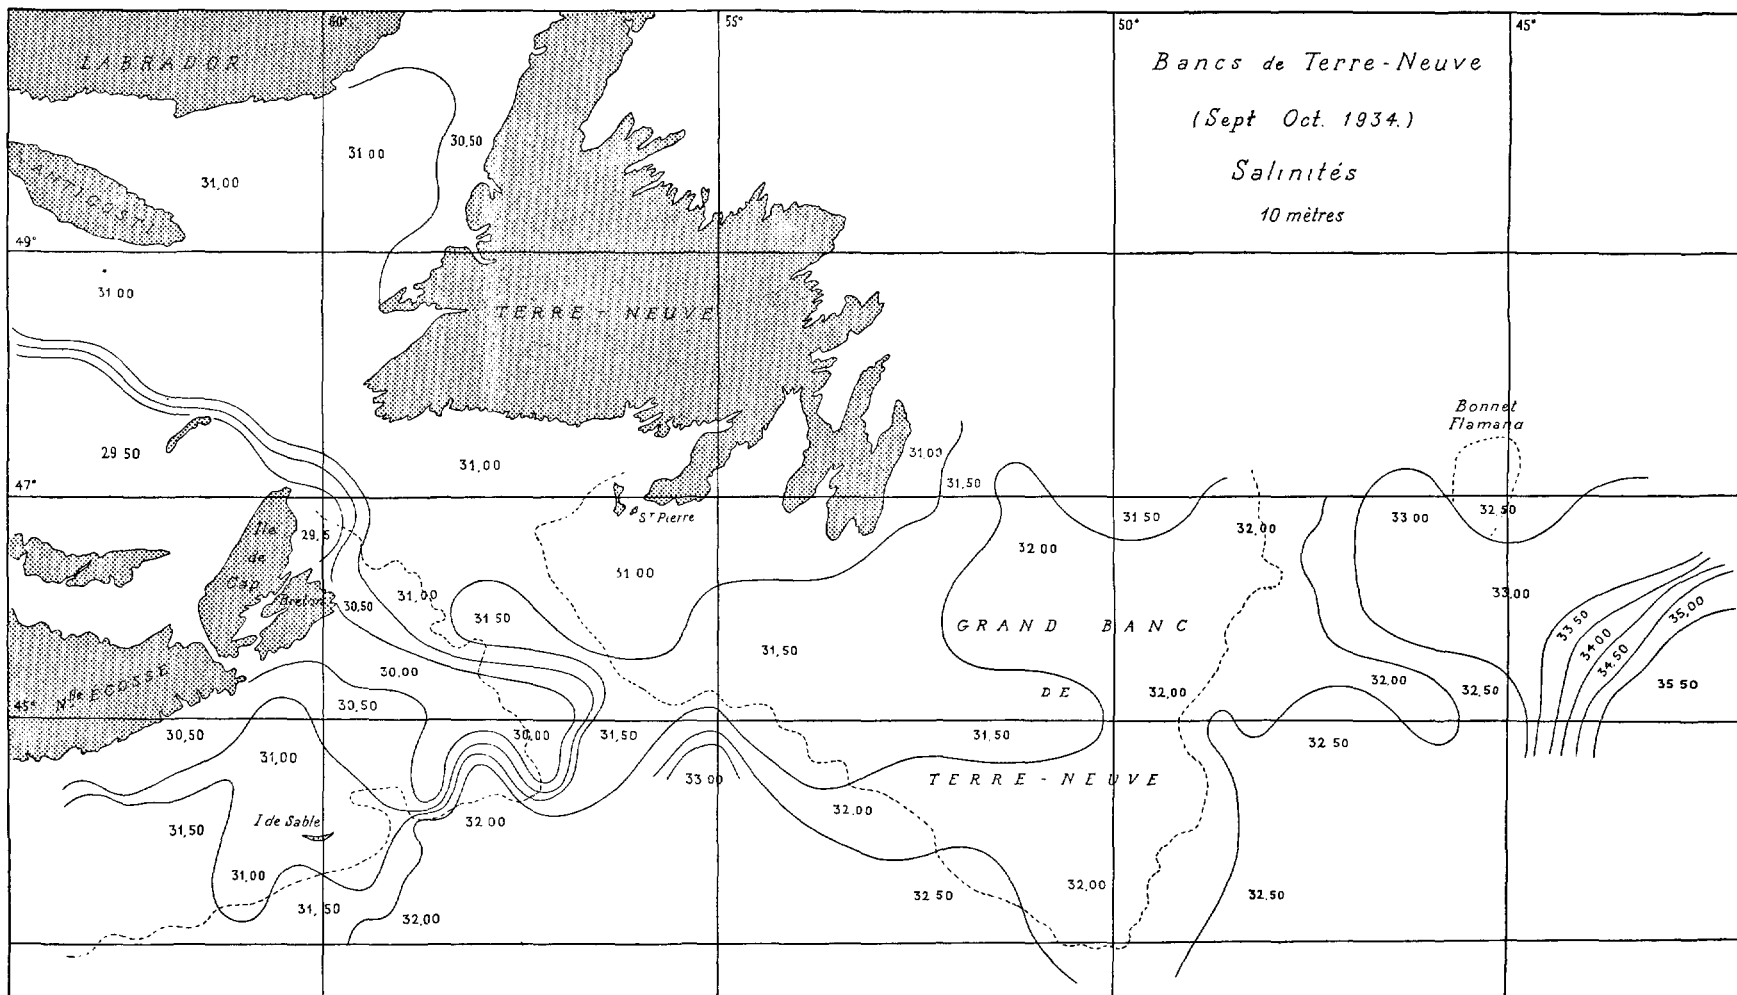 60°
55°
50°
45°
LABRADOR
Bancs de Terre-Neuve
(Sept Oct. 1934.)
Salinités
10 mètres
31 00
30,50
31,00
ANTICOSTI
49°
31 00
TERRE - NEUVE
Bonnet
Flamand
29 50
31,00
31,00
47°
31,50
St Pierre
31 50
32,00
33 00
32,50
29,5
Ile
de
Cap
Breton
32 00
31 00
31,00
30,50
33,00
31 50
33 50
34 00
34,50
35,00
GRAND BANC
31,50
30,00
32,00
32,00
32,50
35 50
DE
Nlle ECOSSE
45°
30,50
30,50
30,00
31,50
31,50
32 50
31,00
33 00
TERRE-NEUVE
31,50
I de Sable
32 00
32,00
31,00
32,00
32 50
32,50
31,50
32,00